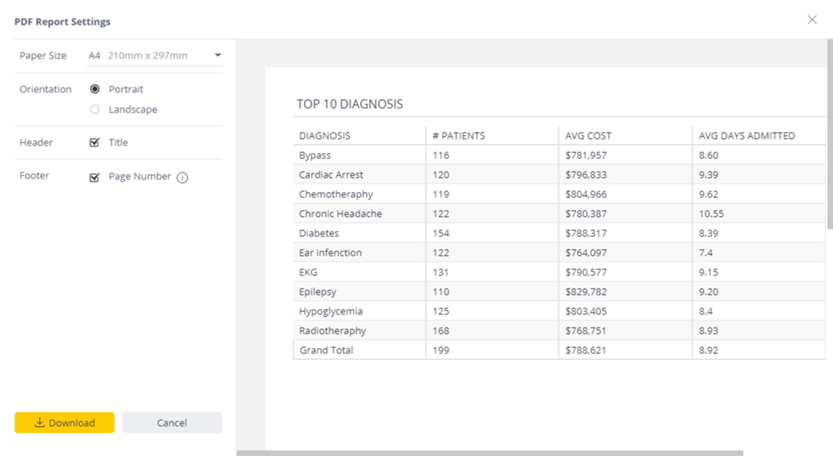 PDF Report Settings
Paper Size A4 210mm x 297mm
Orientation Portrait
Landscape
Header Title
Footer Page Number
Download Cancel
TOP 10 DIAGNOSIS
DIAGNOSIS # PATIENTS AVG COST AVG DAYS ADMITTED
Bypass 116 $781,957 8.60
Cardiac Arrest 120 $796,833 9.39
Chemotheraphy 119 $804,966 9.62
Chronic Headache 122 $780,387 10.55
Diabetes 154 $788,317 8.39
Ear infenction 122 $764,097 7.4
EKG 131 $790,577 9.15
Epilepsy 110 $829,782 9.20
Hypoglycemia 125 $803,405 8.4
Radiotheraphy 168 $768,751 8.93
Grand Total 199 $788,621 8.92